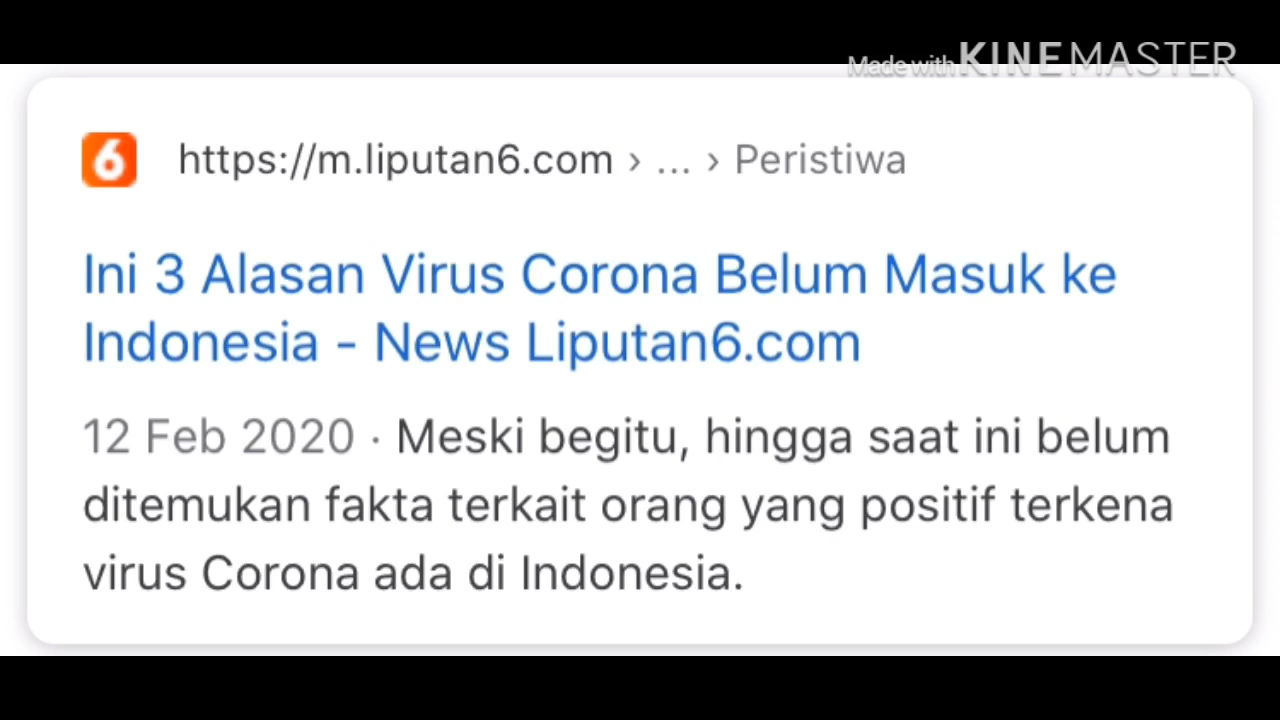 Made with KINEMASTER
6 https://m.liputan6.com › ... › Peristiwa
Ini 3 Alasan Virus Corona Belum Masuk ke
Indonesia - News Liputan6.com
12 Feb 2020 · Meski begitu, hingga saat ini belum
ditemukan fakta terkait orang yang positif terkena
virus Corona ada di Indonesia.